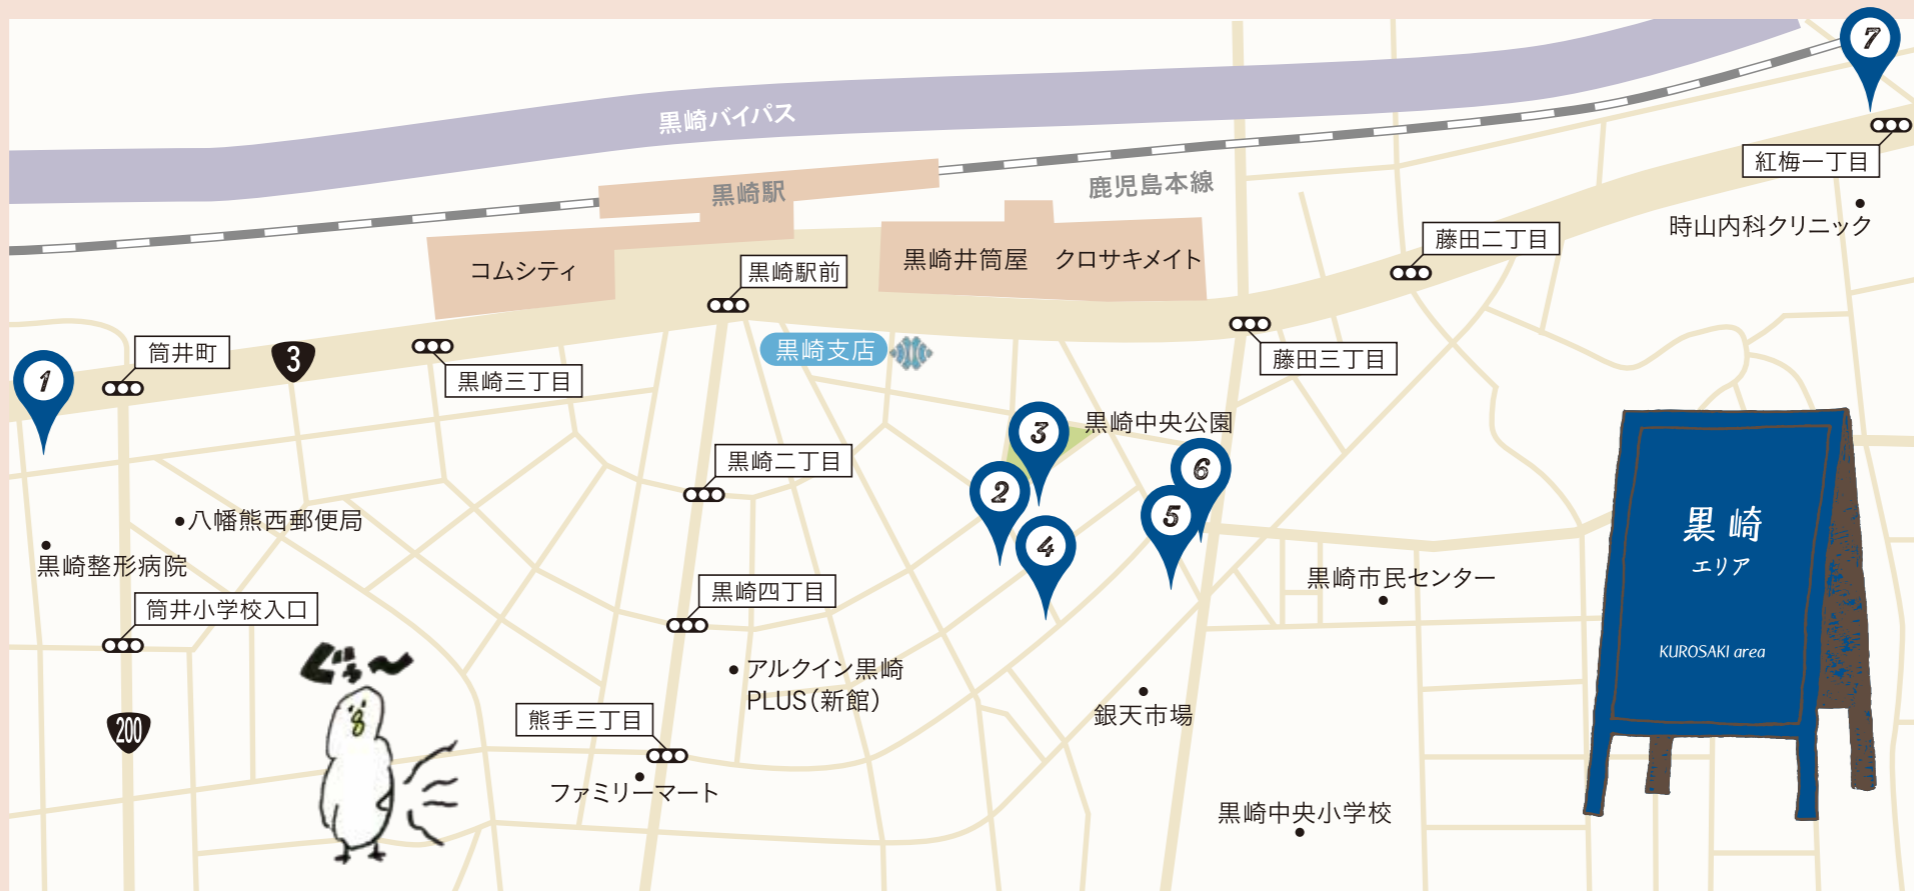 7
黒崎バイパス
紅梅一丁目
黒崎駅
鹿児島本線
時山内科クリニック
藤田二丁目
コムシティ
黒崎駅前
黒崎井筒屋
クロサキメイト
筒井町
3
黒崎三丁目
黒崎支店
藤田三丁目
1
3
黒崎中央公園
黒崎二丁目
2
6
5
4
八幡熊西郵便局
黒崎整形病院
筒井小学校入口
黒崎四丁目
黒崎市民センター
黒崎
エリア
KUROSAKI area
ぐぅ〜
アルクイン黒崎
PLUS(新館)
200
熊手三丁目
銀天市場
ファミリーマート
黒崎中央小学校